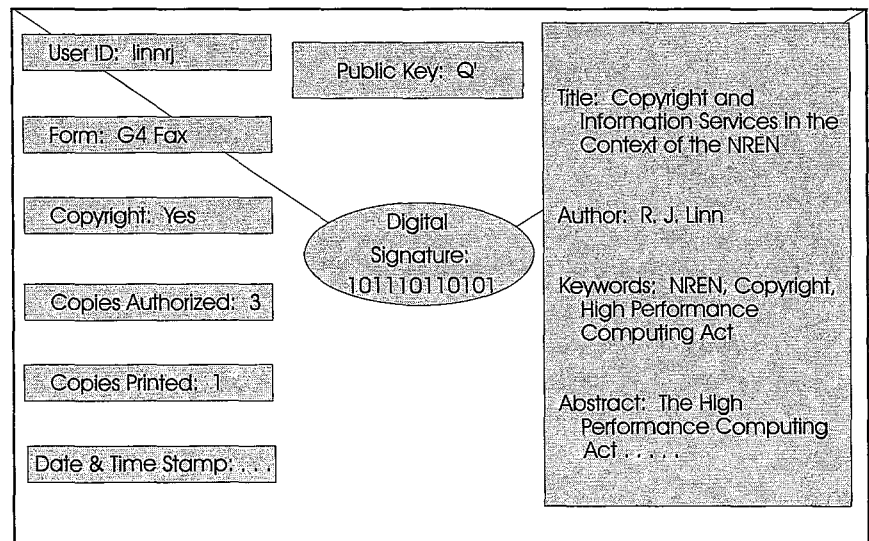 User ID: linnrj
Form: G4 Fax
Copyright: Yes
Copies Authorized: 3
Copies Printed: 1
Date & Time Stamp: . . .
Public Key: Q'
Digital
Signature:
101110110101
Title: Copyright and
Information Services in the
Context of the NREN
Author: R. J. Linn
Keywords: NREN, Copyright,
High Performance
Computing Act
Abstract: The High
Performance Computing
Act . . . . .